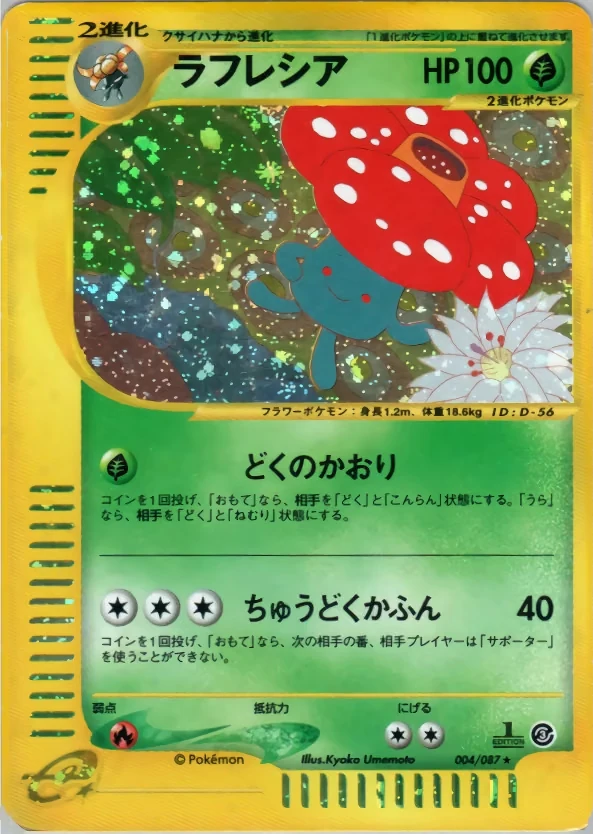 2進化
クサイハナから進化
「1進化ポケモン」の上に重ねて進化させます。
ラフレシア HP100
2進化ポケモン
フラワーポケモン：身長1.2m、体重18.6kg ID：D-56
どくのかおり
コインを1回投げ、「おもて」なら、相手を「どく」と「こんらん」状態にする。「うら」
なら、相手を「どく」と「ねむり」状態にする。
ちゅうどくかふん 40
コインを1回投げ、「おもて」なら、次の相手の番、相手プレイヤーは「サポーター」
を使うことができない。
弱点 抵抗力 にげる
1 EDITION
3
©Pokémon Illus.Kyoko Umemoto 004/087★
e